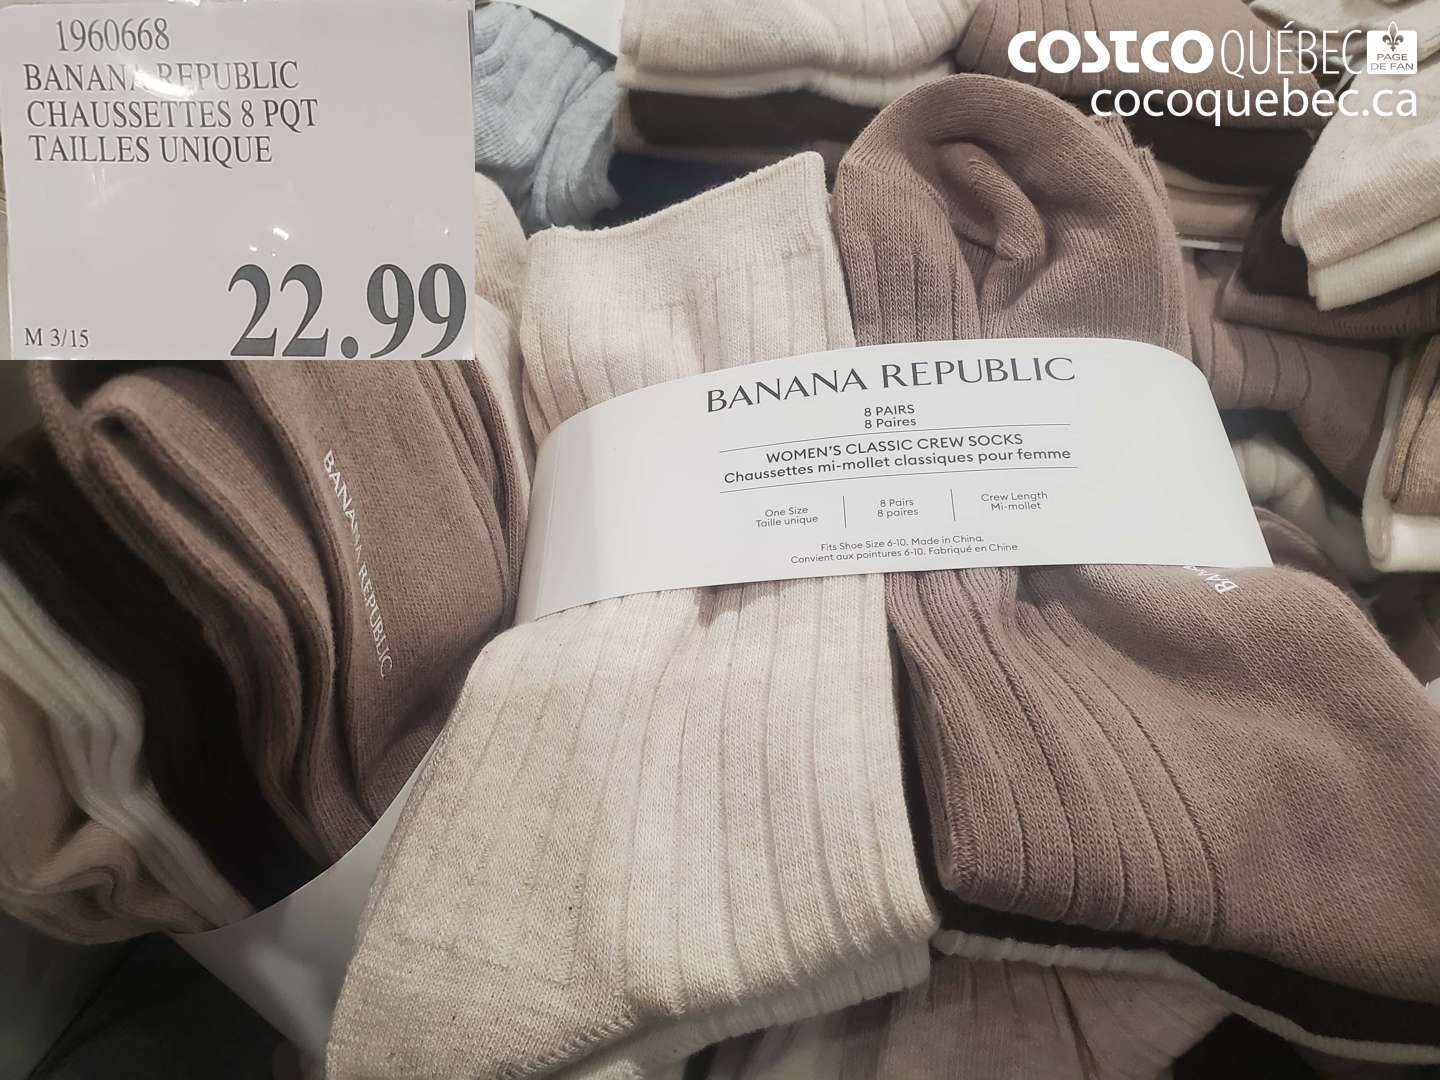 1960668
BANANA REPUBLIC
CHAUSSETTES 8 PQT
TAILLES UNIQUE
22.99
M 3/15
COSTCO QUÉBEC PAGE DE FAN
cocoquebec.ca
BANANA REPUBLIC
8 PAIRS
8 Paires
WOMEN'S CLASSIC CREW SOCKS
Chaussettes mi-mollet classiques pour femme
One Size
Taille unique
8 Pairs
8 paires
Crew Length
Mi-mollet
Fits Shoe Size 6-10. Made in China.
Convient aux pointures 6-10. Fabriqué en Chine
BANANA REPUBLIC